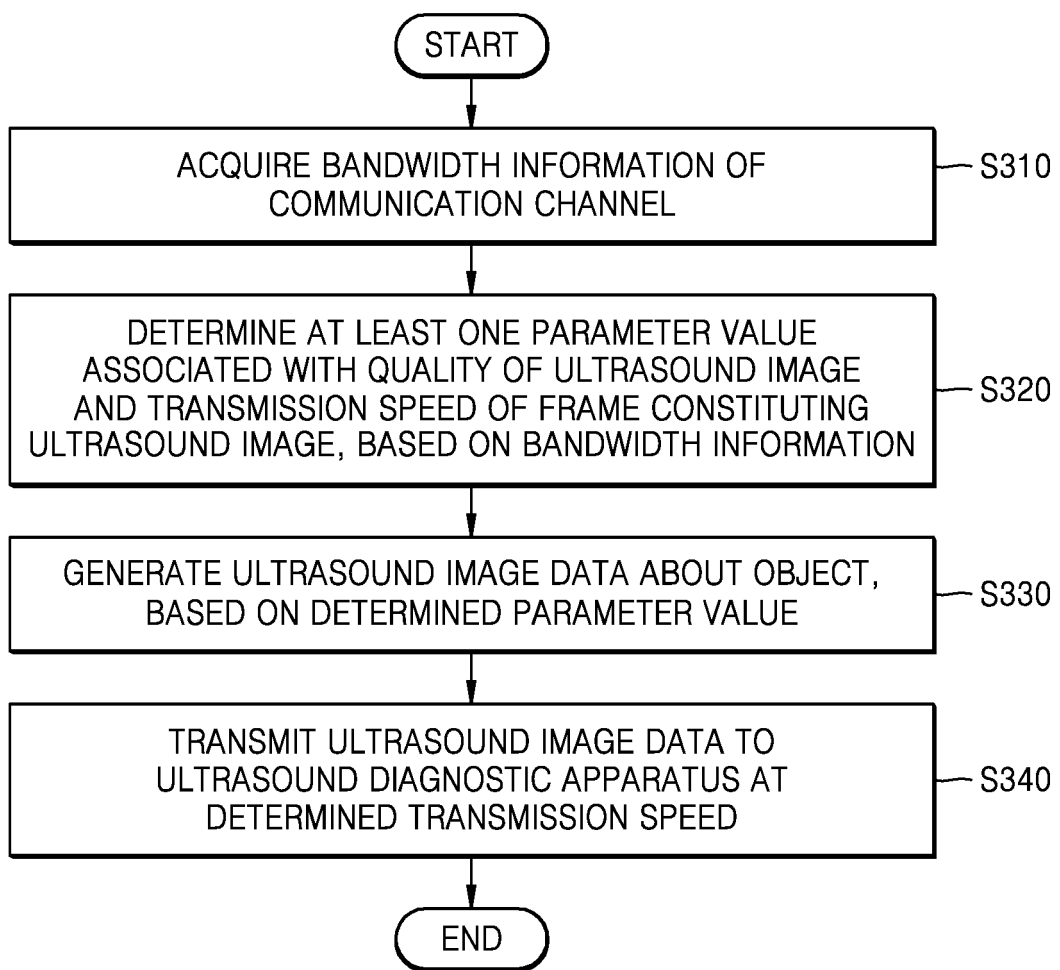 START
ACQUIRE BANDWIDTH INFORMATION OF
COMMUNICATION CHANNEL
S310
DETERMINE AT LEAST ONE PARAMETER VALUE
ASSOCIATED WITH QUALITY OF ULTRASOUND IMAGE
AND TRANSMISSION SPEED OF FRAME CONSTITUTING
ULTRASOUND IMAGE, BASED ON BANDWIDTH INFORMATION
S320
GENERATE ULTRASOUND IMAGE DATA ABOUT OBJECT,
BASED ON DETERMINED PARAMETER VALUE
S330
TRANSMIT ULTRASOUND IMAGE DATA TO
ULTRASOUND DIAGNOSTIC APPARATUS AT
DETERMINED TRANSMISSION SPEED
S340
END